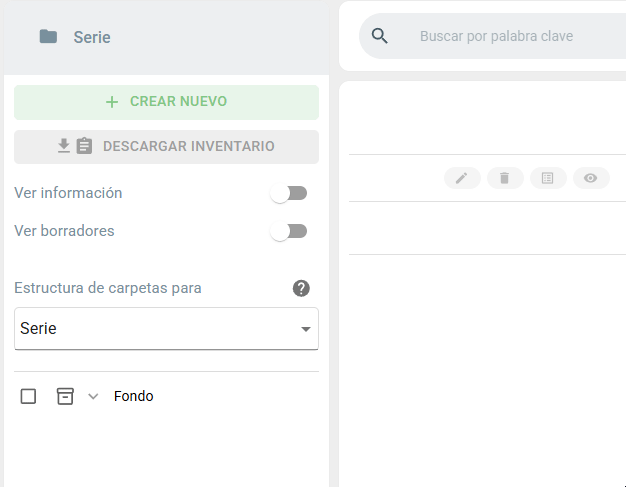 Serie
Buscar por palabra clave
CREAR NUEVO
DESCARGAR INVENTARIO
Ver información
Ver borradores
Estructura de carpetas para
Serie
Fondo